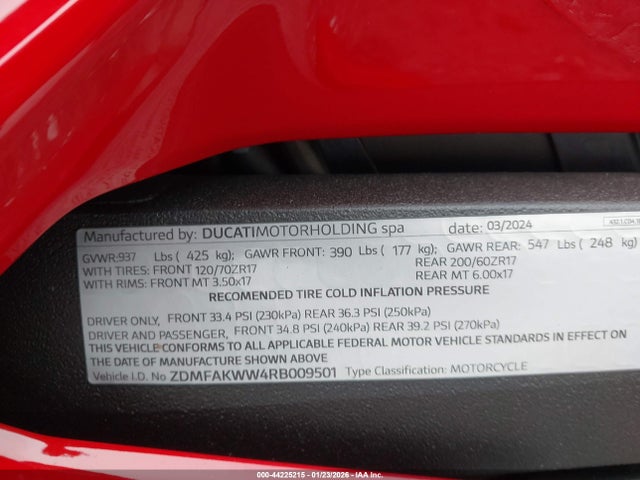 Manufactured by: DUCATIMOTORHOLDING spa date: 03/2024
GVWR:937 Lbs ( 425 kg); GAWR FRONT: 390 Lbs ( 177 kg); GAWR REAR: 547 Lbs ( 248 kg)
WITH TIRES: FRONT 120/70ZR17 REAR 200/60ZR17
WITH RIMS: FRONT MT 3.50x17 REAR MT 6.00x17
RECOMENDED TIRE COLD INFLATION PRESSURE
DRIVER ONLY, FRONT 33.4 PSI (230kPa) REAR 36.3 PSI (250kPa)
DRIVER AND PASSENGER, FRONT 34.8 PSI (240kPa) REAR 39.2 PSI (270kPa)
THIS VEHICLE CONFORMS TO ALL APPLICABLE FEDERAL MOTOR VEHICLE STANDARDS IN EFFECT ON
THE DATE OF MANUFACTURE SHOWN ABOVE
Vehicle I.D. No ZDMFAKWW4RB009501 CLASSIFICATION TYPE: MOTORCYCLE
000-44225215 - 01/23/2026 - IAA Inc.